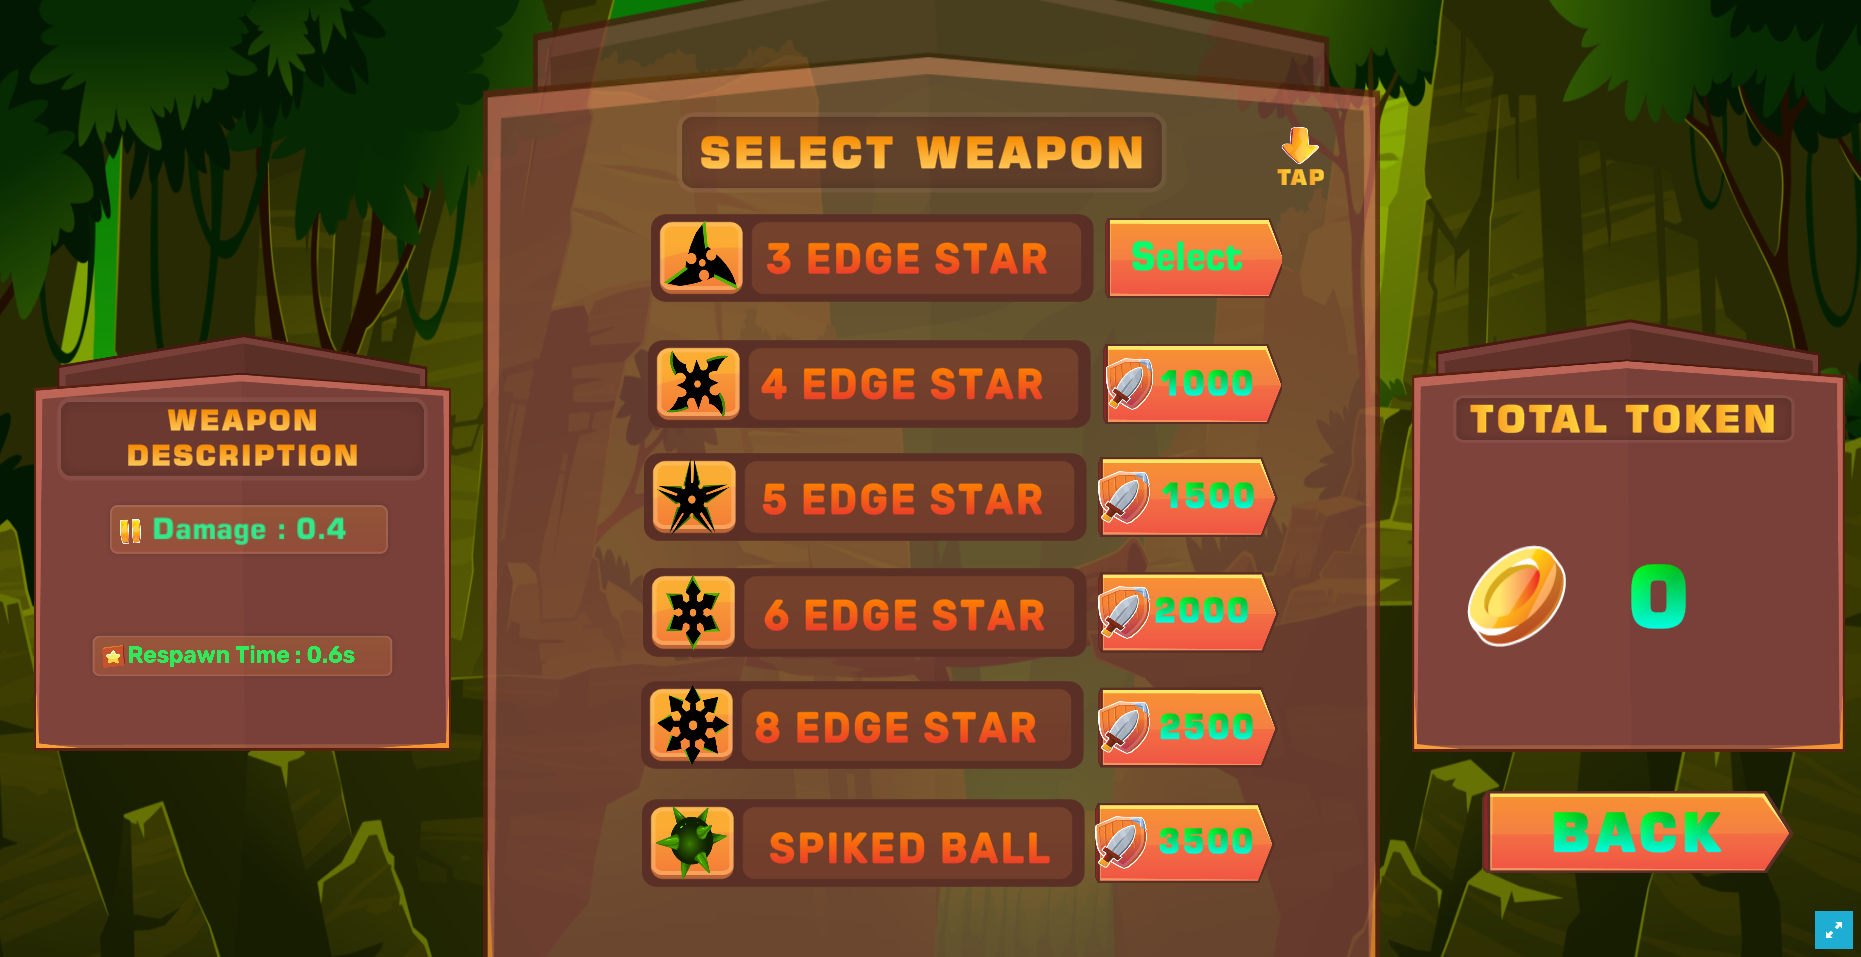 SELECT WEAPON
TAP
3 EDGE STAR
Select
4 EDGE STAR
1000
5 EDGE STAR
1500
6 EDGE STAR
2000
8 EDGE STAR
2500
SPIKED BALL
3500
WEAPON
DESCRIPTION
Damage : 0.4
Respawn Time : 0.6s
TOTAL TOKEN
0
BACK